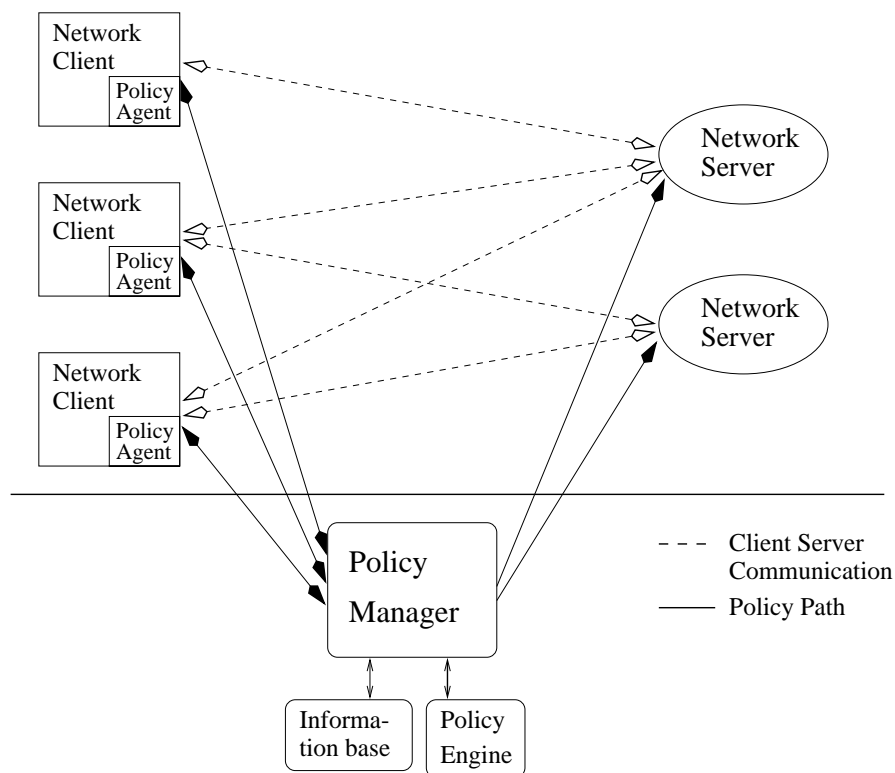 Network
Client
Policy
Agent
Network
Server
Network
Client
Policy
Agent
Network
Server
Network
Client
Policy
Agent
Policy
Manager
Client Server
Communication
Policy Path
Informa-
tion base
Policy
Engine